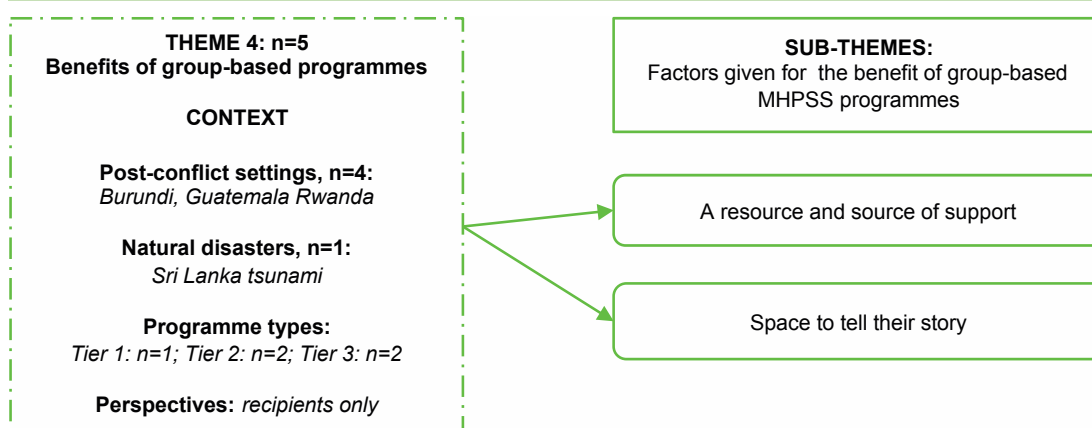 THEME 4: n=5
Benefits of group-based programmes
CONTEXT
Post-conflict settings, n=4:
Burundi, Guatemala Rwanda
Natural disasters, n=1:
Sri Lanka tsunami
Programme types:
Tier 1: n=1; Tier 2: n=2; Tier 3: n=2
Perspectives: recipients only
SUB-THEMES:
Factors given for the benefit of group-based
MHPSS programmes
A resource and source of support
Space to tell their story